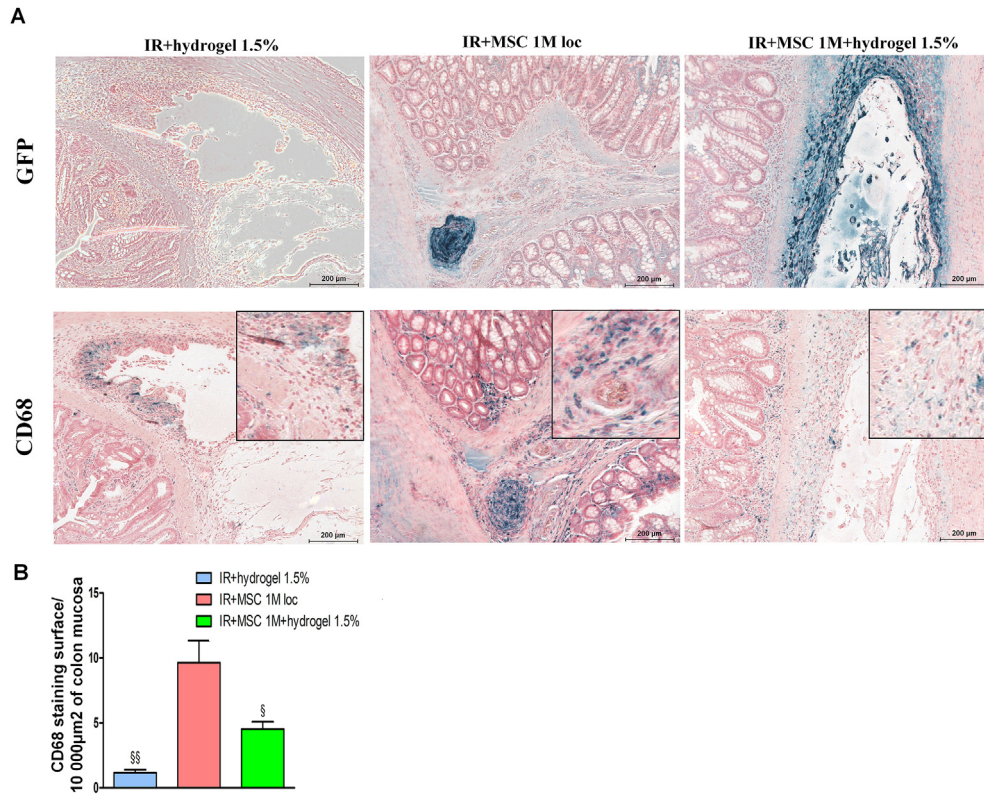 A
IR+hydrogel 1.5%
IR+MSC 1M loc
IR+MSC 1M+hydrogel 1.5%
GFP
200 µm
200 µm
200 µm
CD68
200 µm
200 µm
200 µm
B
IR+hydrogel 1.5%
IR+MSC 1M loc
IR+MSC 1M+hydrogel 1.5%
CD68 staining surface/
10 000µm2 of colon mucosa
15
10
5
0
§§
§